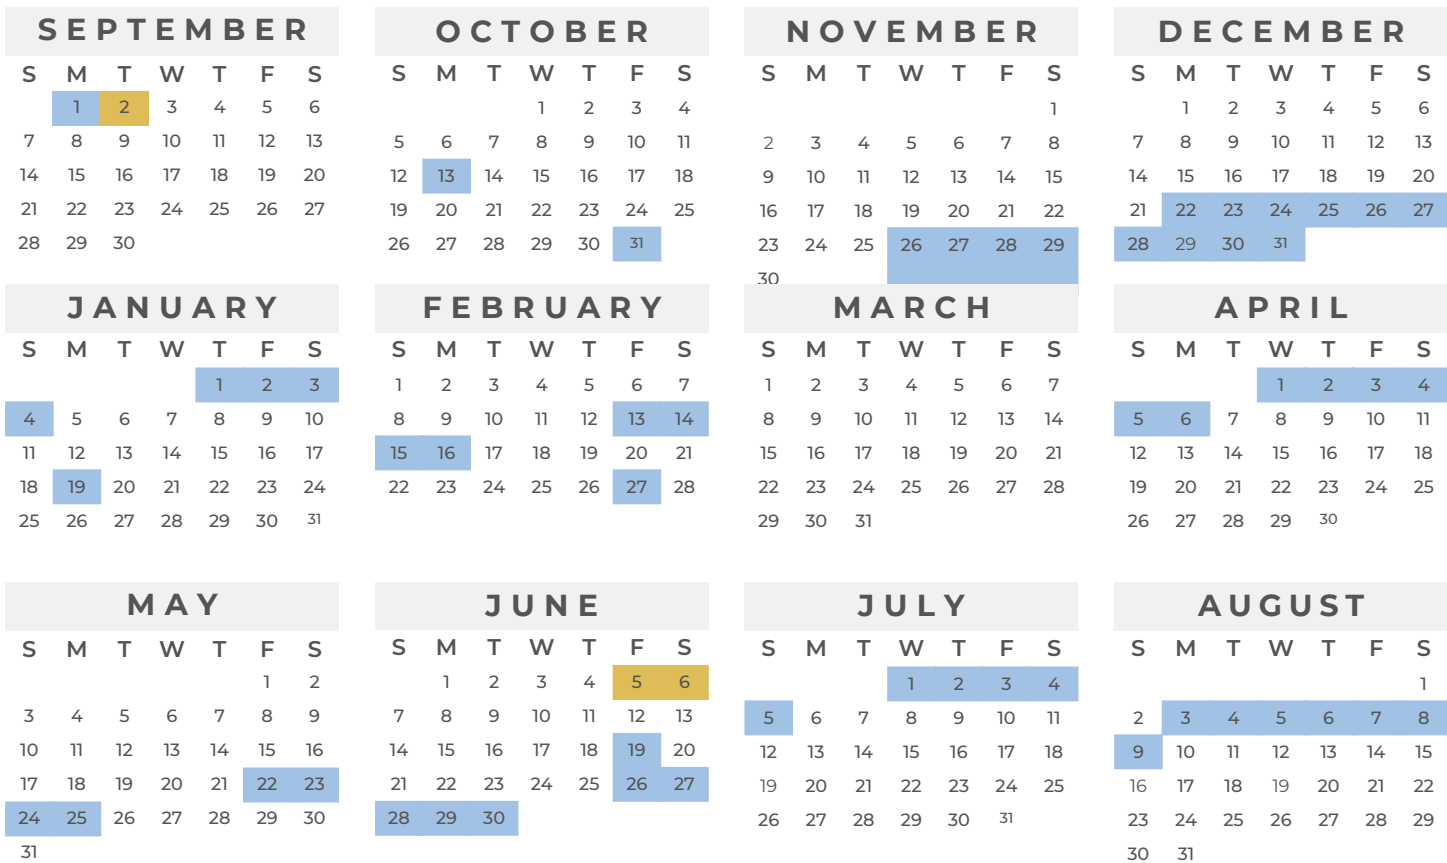 SEPTEMBER
S M T W T F S
1 2 3 4 5 6
7 8 9 10 11 12 13
14 15 16 17 18 19 20
21 22 23 24 25 26 27
28 29 30
OCTOBER
S M T W T F S
1 2 3 4
5 6 7 8 9 10 11
12 13 14 15 16 17 18
19 20 21 22 23 24 25
26 27 28 29 30 31
NOVEMBER
S M T W T F S
1
2 3 4 5 6 7 8
9 10 11 12 13 14 15
16 17 18 19 20 21 22
23 24 25 26 27 28 29
30
DECEMBER
S M T W T F S
1 2 3 4 5 6
7 8 9 10 11 12 13
14 15 16 17 18 19 20
21 22 23 24 25 26 27
28 29 30 31
JANUARY
S M T W T F S
1 2 3
4 5 6 7 8 9 10
11 12 13 14 15 16 17
18 19 20 21 22 23 24
25 26 27 28 29 30 31
FEBRUARY
S M T W T F S
1 2 3 4 5 6 7
8 9 10 11 12 13 14
15 16 17 18 19 20 21
22 23 24 25 26 27 28
MARCH
S M T W T F S
1 2 3 4 5 6 7
8 9 10 11 12 13 14
15 16 17 18 19 20 21
22 23 24 25 26 27 28
29 30 31
APRIL
S M T W T F S
1 2 3 4
5 6 7 8 9 10 11
12 13 14 15 16 17 18
19 20 21 22 23 24 25
26 27 28 29 30
MAY
S M T W T F S
1 2
3 4 5 6 7 8 9
10 11 12 13 14 15 16
17 18 19 20 21 22 23
24 25 26 27 28 29 30
31
JUNE
S M T W T F S
1 2 3 4 5 6
7 8 9 10 11 12 13
14 15 16 17 18 19 20
21 22 23 24 25 26 27
28 29 30
JULY
S M T W T F S
1 2 3 4
5 6 7 8 9 10 11
12 13 14 15 16 17 18
19 20 21 22 23 24 25
26 27 28 29 30 31
AUGUST
S M T W T F S
1
2 3 4 5 6 7 8
9 10 11 12 13 14 15
16 17 18 19 20 21 22
23 24 25 26 27 28 29
30 31